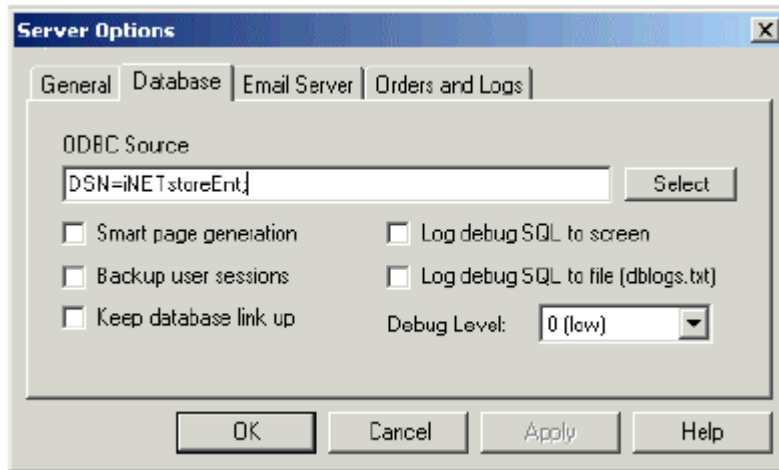 Server Options
General Database Email Server Orders and Logs
ODBC Source
DSN=iNETstoreEnt;
Select
Smart page generation
Log debug SQL to screen
Backup user sessions
Log debug SQL to file (dblogs.txt)
Keep database link up
Debug Level: 0 (low)
OK Cancel Apply Help